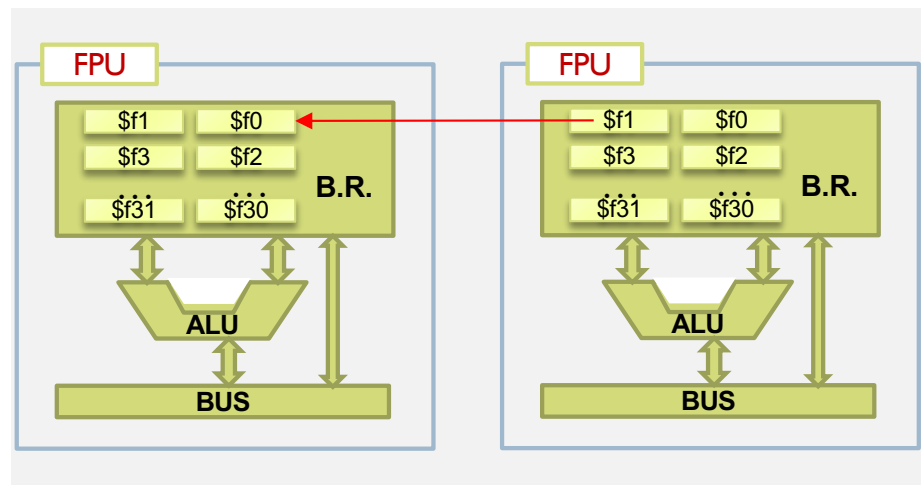 FPU
$f1 $f0
$f3 $f2
... ...
$f31 $f30
B.R.
ALU
BUS
FPU
$f1 $f0
$f3 $f2
... ...
$f31 $f30
B.R.
ALU
BUS